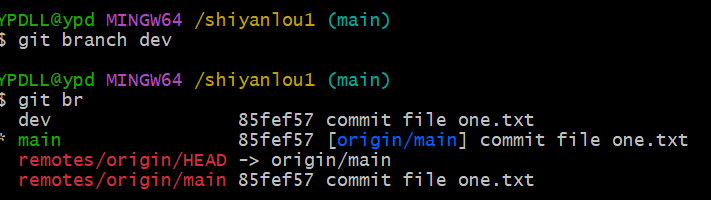 YPDLL@ypd MINGW64 /shiyanlou1 (main)
$ git branch dev
YPDLL@ypd MINGW64 /shiyanlou1 (main)
$ git br
dev 85fef57 commit file one.txt
* main 85fef57 [origin/main] commit file one.txt
remotes/origin/HEAD -> origin/main
remotes/origin/main 85fef57 commit file one.txt